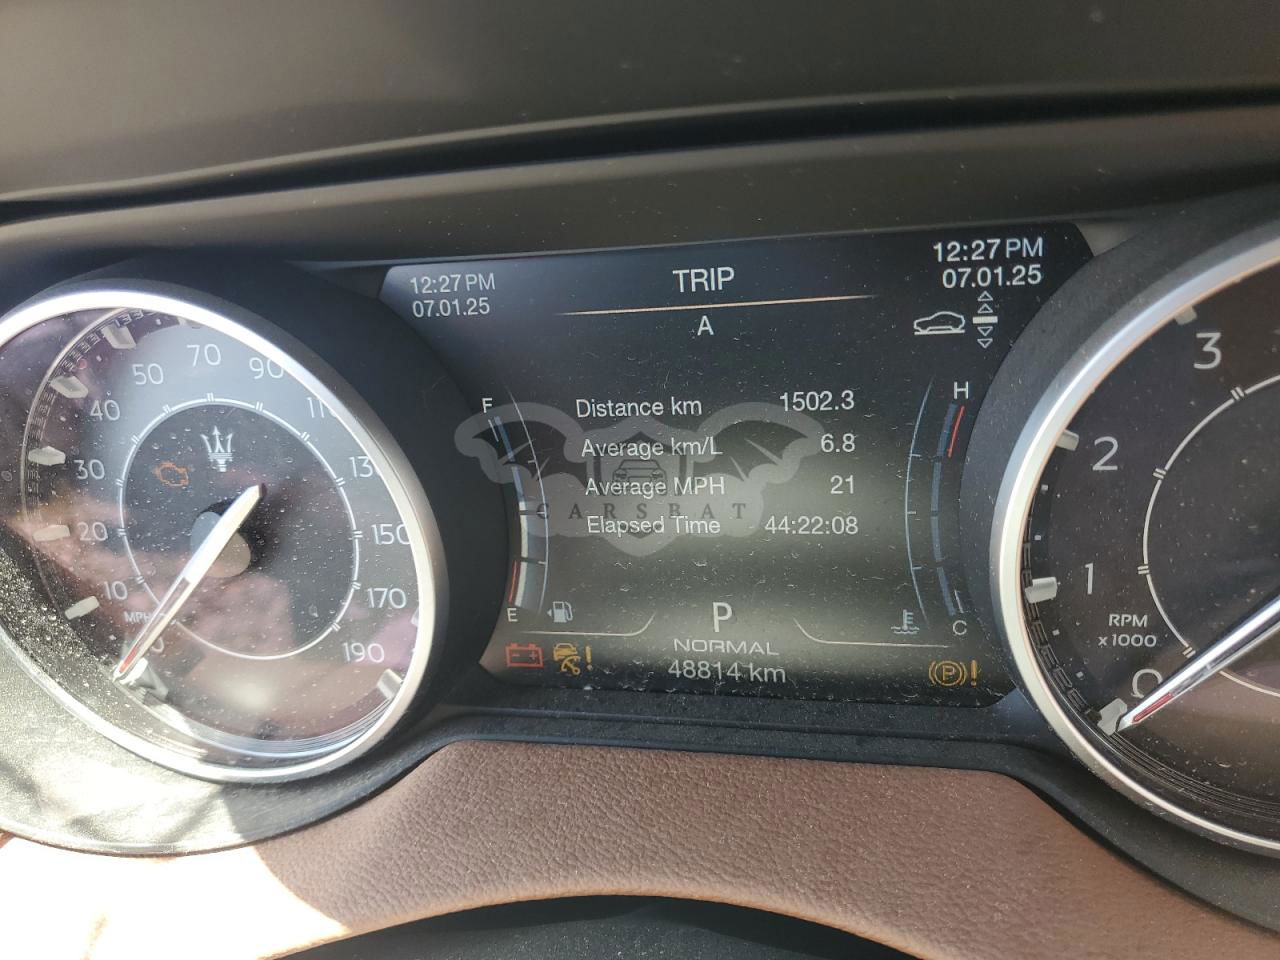 12:27 PM
07.01.25
TRIP
A
12:27 PM
07.01.25
Distance km 1502.3
Average km/L 6.8
Average MPH 21
Elapsed Time 44:22:08
CARSBAT
F
E
H
C
P
NORMAL
48814 km
P !
!
10
20
30
40
50
70
90
150
170
190
MPH
0
1
2
3
RPM
x1000